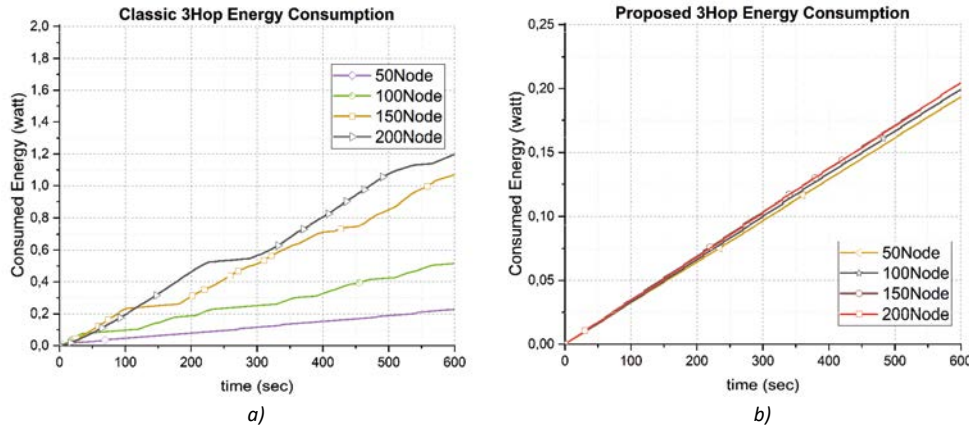 Classic 3Hop Energy Consumption
2,0
1,8
1,6
1,4
1,2
1,0
0,8
0,6
0,4
0,2
0,0
Consumed Energy (watt)
50Node
100Node
150Node
200Node
0 100 200 300 400 500 600
time (sec)
a)
Proposed 3Hop Energy Consumption
0,25
0,20
0,15
0,10
0,05
0,00
Consumed Energy (watt)
50Node
100Node
150Node
200Node
0 100 200 300 400 500 600
time (sec)
b)